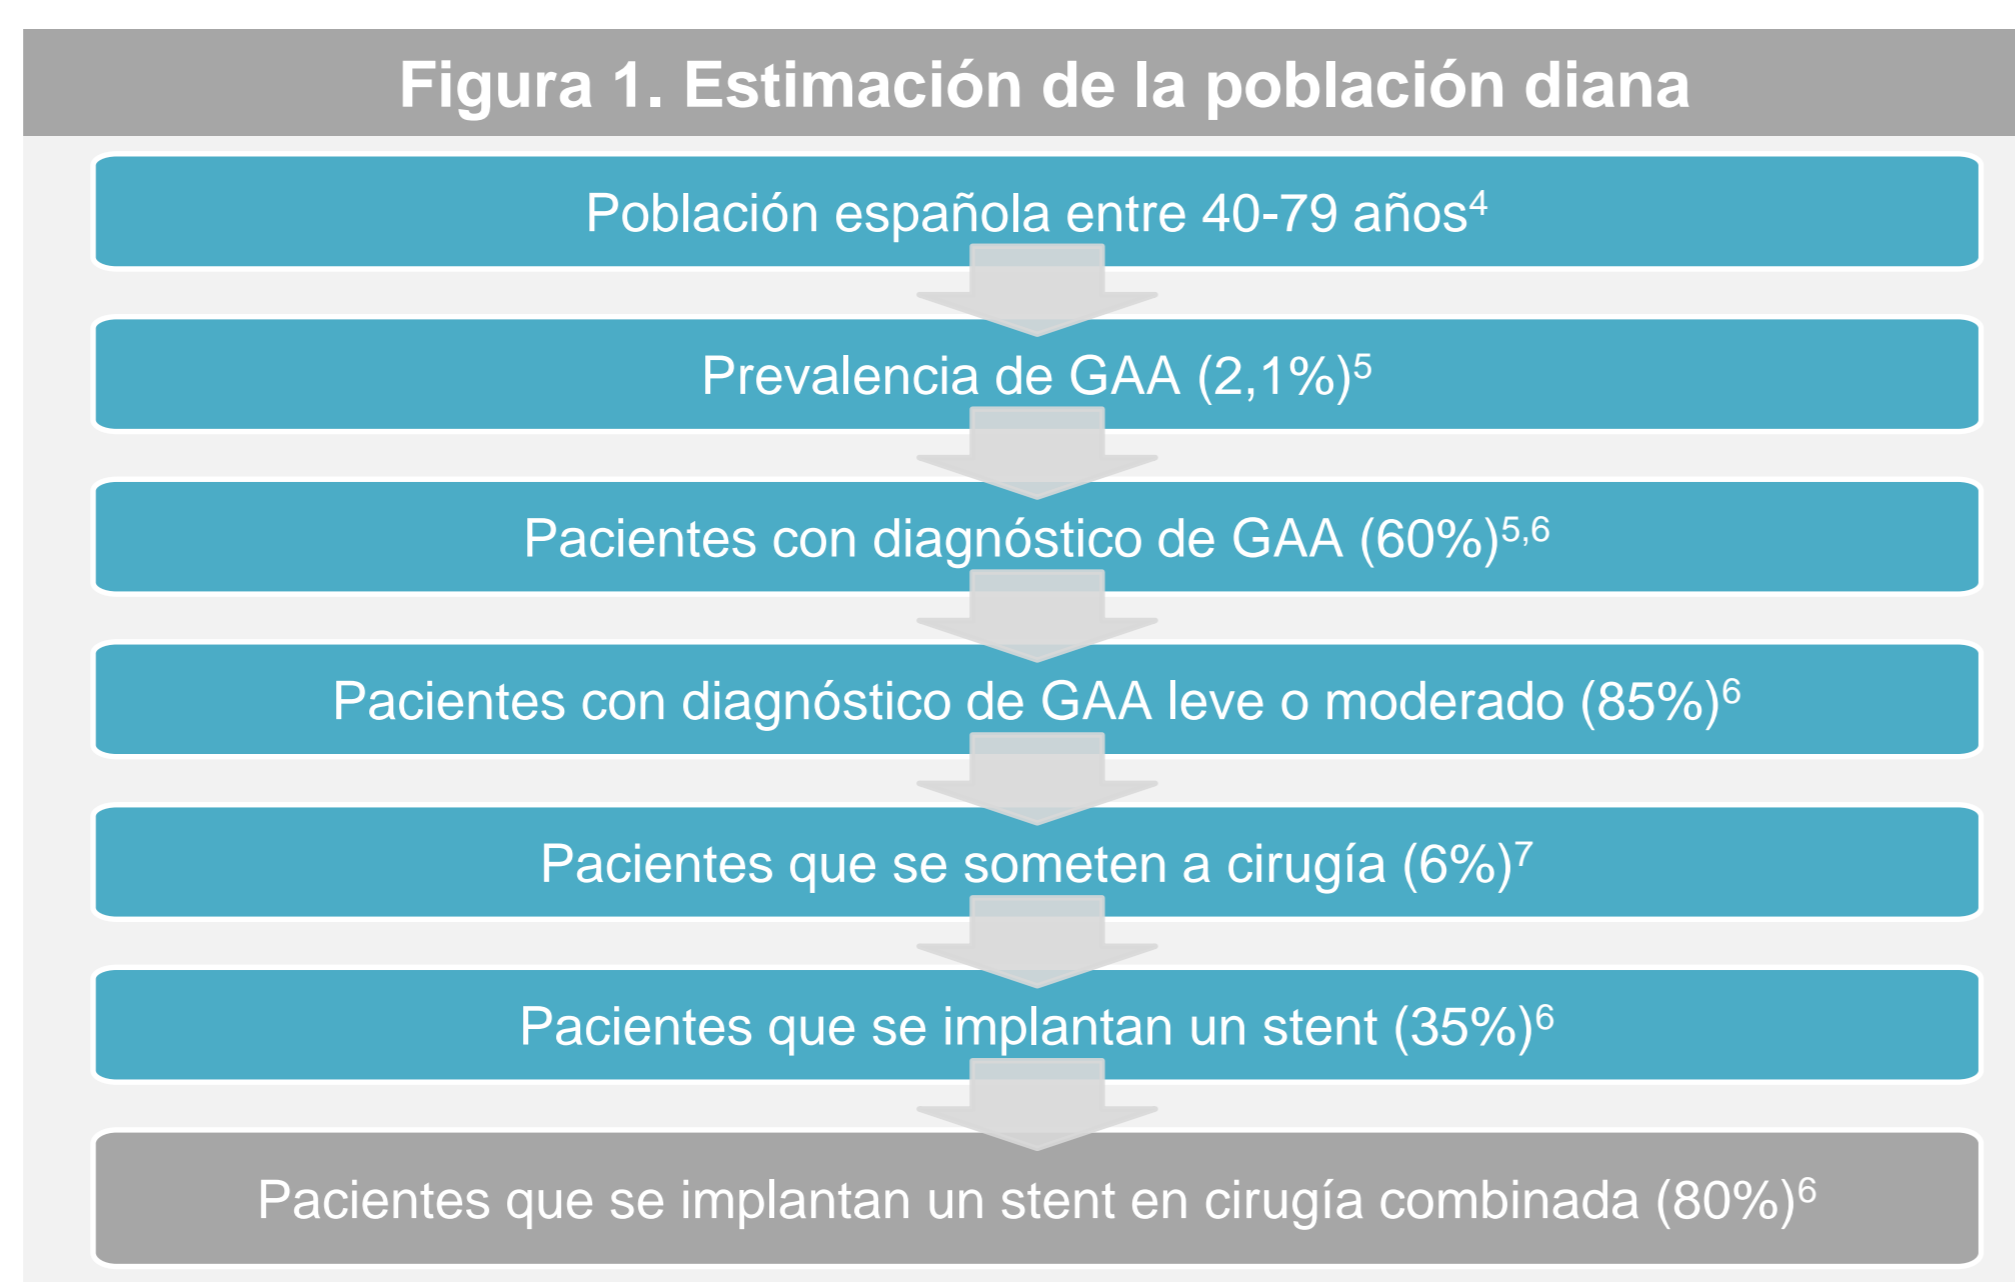 Figura 1. Estimación de la población diana
Población española entre 40-79 años⁴
Prevalencia de GAA (2,1%)⁵
Pacientes con diagnóstico de GAA (60%)⁵,⁶
Pacientes con diagnóstico de GAA leve o moderado (85%)⁶
Pacientes que se someten a cirugía (6%)⁷
Pacientes que se implantan un stent (35%)⁶
Pacientes que se implantan un stent en cirugía combinada (80%)⁶